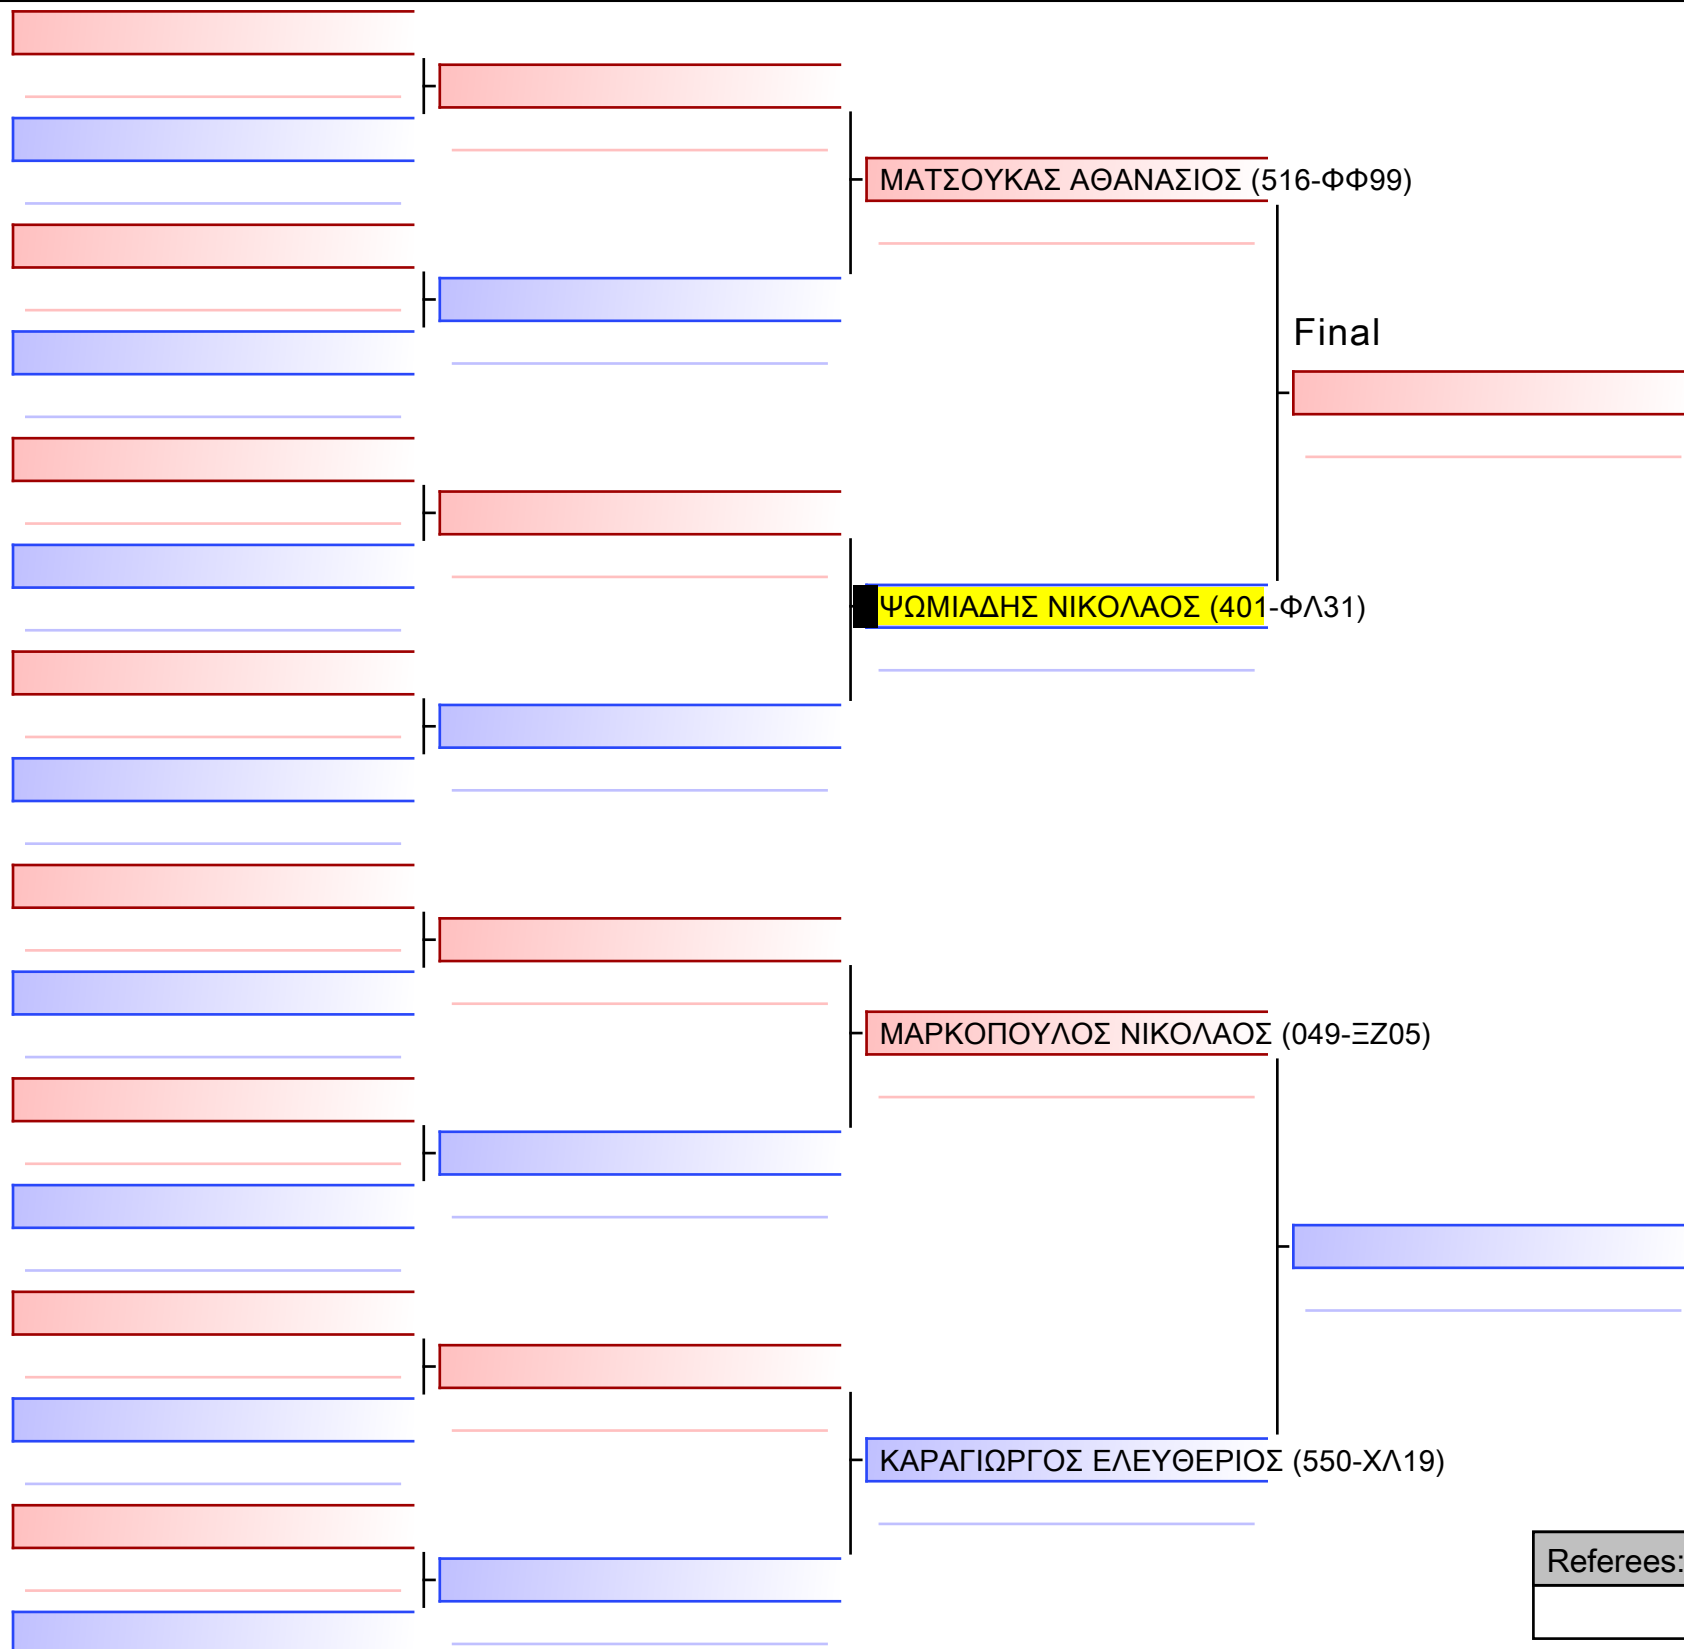 ΜΑΤΣΟΥΚΑΣ ΑΘΑΝΑΣΙΟΣ (516-ΦΦ99)
Final
ΨΩΜΙΑΔΗΣ ΝΙΚΟΛΑΟΣ (401-ΦΛ31)
ΜΑΡΚΟΠΟΥΛΟΣ ΝΙΚΟΛΑΟΣ (049-ΞΖ05)
ΚΑΡΑΓΙΩΡΓΟΣ ΕΛΕΥΘΕΡΙΟΣ (550-ΧΛ19)
Referees: